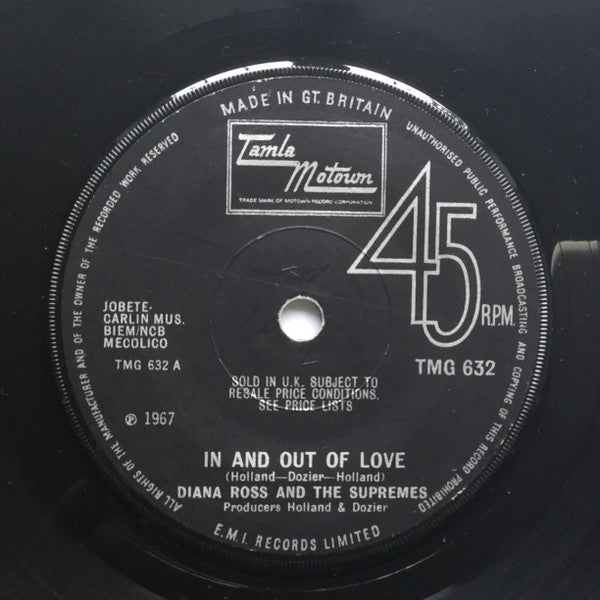 MADE IN GT. BRITAIN
UNAUTHORISED PUBLIC PERFORMANCE BROADCASTING AND COPYING OF THIS RECORD PROHIBITED
ALL RIGHTS OF THE MANUFACTURER AND OF THE OWNER OF THE RECORDED WORK RESERVED
Tamla
Motown
TRADE MARK OF MOTOWN RECORD CORPORATION
45
R.P.M.
JOBETE-
CARLIN MUS.
BIEM/NCB
MECOLICO
TMG 632 A
TMG 632
SOLD IN U.K. SUBJECT TO
RESALE PRICE CONDITIONS,
SEE PRICE LISTS
℗ 1967
IN AND OUT OF LOVE
(Holland—Dozier—Holland)
DIANA ROSS AND THE SUPREMES
Producers Holland & Dozier
E.M.I. RECORDS LIMITED